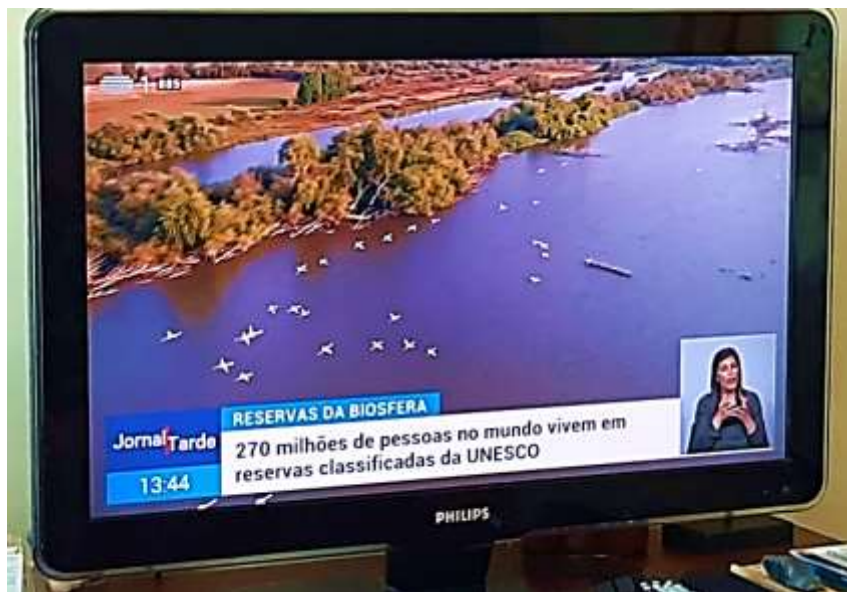 1
RESERVAS DA BIOSFERA
Jornal Tarde
270 milhões de pessoas no mundo vivem em
reservas classificadas da UNESCO
13:44
PHILIPS